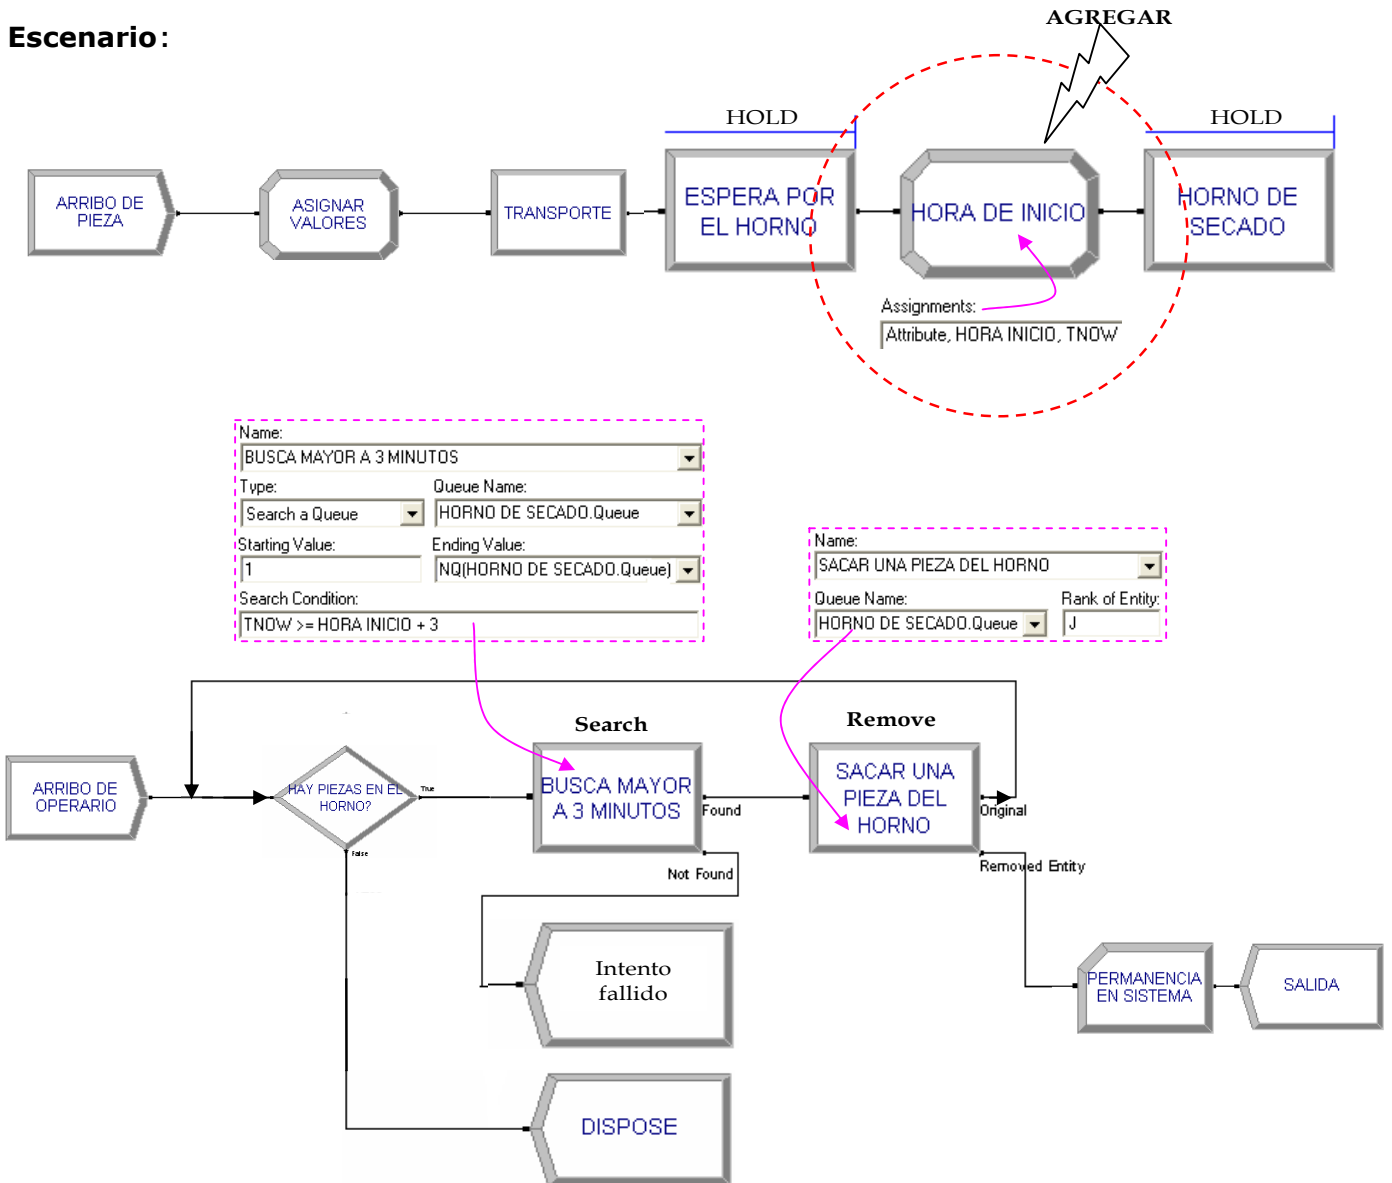 Escenario:
AGREGAR
HOLD
HOLD
ARRIBO DE
PIEZA
ASIGNAR
VALORES
TRANSPORTE
ESPERA POR
EL HORNO
HORA DE INICIO
HORNO DE
SECADO
Assignments:
Attribute, HORA INICIO, TNOW
Name:
BUSCA MAYOR A 3 MINUTOS
Type:
Queue Name:
Search a Queue
HORNO DE SECADO.Queue
Starting Value:
Ending Value:
1
NQ(HORNO DE SECADO.Queue)
Search Condition:
TNOW >= HORA INICIO + 3
Name:
SACAR UNA PIEZA DEL HORNO
Queue Name:
Rank of Entity:
HORNO DE SECADO.Queue
J
Search
Remove
ARRIBO DE
OPERARIO
HAY PIEZAS EN EL
HORNO?
True
False
BUSCA MAYOR
A 3 MINUTOS
Found
Not Found
SACAR UNA
PIEZA DEL
HORNO
Original
Removed Entity
Intento
fallido
PERMANENCIA
EN SISTEMA
SALIDA
DISPOSE